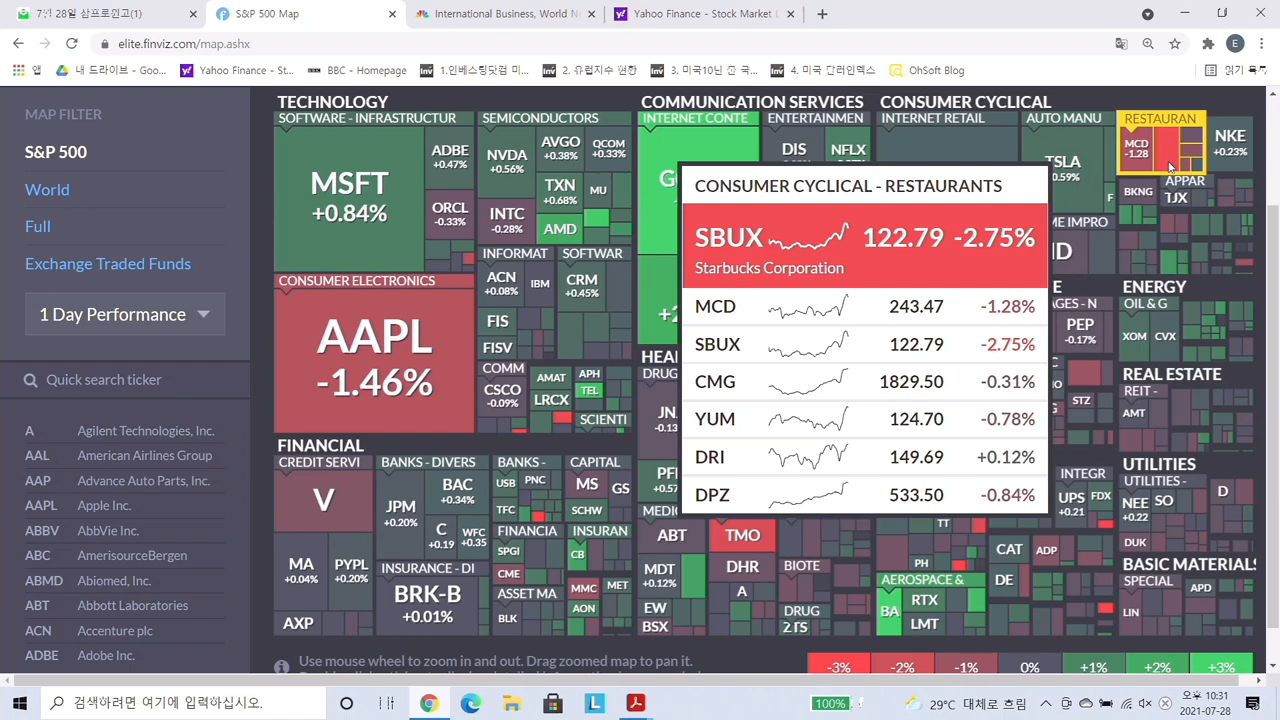 7월 28일 삼프로원고(1)
S&P 500 Map
International Business, World Ne
Yahoo Finance - Stock Market L
elite.finviz.com/map.ashx
E
앱
내 드라이브 - Goo...
Yahoo Finance - St...
BBC - Homepage
1.인베스팅닷컴 미...
2. 유럽지수 현황
3. 미국10년 문 국...
4. 미국 단러인덱스
OhSoft Blog
읽기 목록
MAP FILTER
S&P 500
World
Full
Exchange Traded Funds
1 Day Performance
Quick search ticker
A Agilent Technologies, Inc.
AAL American Airlines Group
AAP Advance Auto Parts, Inc.
AAPL Apple Inc.
ABBV AbbVie Inc.
ABC AmerisourceBergen
ABMD Abiomed, Inc.
ABT Abbott Laboratories
ACN Accenture plc
ADBE Adobe Inc.
TECHNOLOGY
SOFTWARE - INFRASTRUCTUR
MSFT
+0.84%
ADBE
+0.47%
ORCL
-0.33%
SEMICONDUCTORS
NVDA
+0.56%
AVGO
+0.38%
QCOM
+0.33%
TXN
+0.68%
MU
INTC
-0.28%
AMD
CONSUMER ELECTRONICS
AAPL
-1.46%
INFORMAT
ACN
+0.08%
IBM
FIS
FISV
SOFTWAR
CRM
+0.45%
COMM
CSCO
-0.09%
AMAT
LRCX
APH
TEL
SCIENTI
COMMUNICATION SERVICES
INTERNET CONTE
ENTERTAINMEN
DIS
NFLX
CONSUMER CYCLICAL
INTERNET RETAIL
AUTO MANU
TSLA
F
RESTAURAN
MCD
-1.28
NKE
+0.23%
BKNG
APPAR
TJX
CONSUMER CYCLICAL - RESTAURANTS
SBUX 122.79 -2.75%
Starbucks Corporation
MCD 243.47 -1.28%
SBUX 122.79 -2.75%
CMG 1829.50 -0.31%
YUM 124.70 -0.78%
DRI 149.69 +0.12%
DPZ 533.50 -0.84%
PEP
-0.17%
STZ
ENERGY
OIL & G
XOM
CVX
REAL ESTATE
REIT -
AMT
UTILITIES
UTILITIES -
NEE
+0.22
SO
D
DUK
BASIC MATERIALS
SPECIAL
LIN
APD
FINANCIAL
CREDIT SERVI
V
MA
+0.04%
PYPL
+0.20%
AXP
BANKS - DIVERS
JPM
+0.20%
BAC
+0.34%
C
+0.19
WFC
+0.35
INSURANCE - DI
BRK-B
+0.01%
BANKS -
USB
PNC
TFC
FINANCIA
SPGI
CME
ASSET MA
BLK
CAPITAL
MS
GS
SCHW
INSURAN
CB
MMC
MET
AON
ABT
TMO
MDT
+0.12%
DHR
A
EW
BSX
BIOTE
DRUG
INTEGR
UPS
+0.21
FDX
TT
PH
AEROSPACE &
BA
RTX
LMT
CAT
DE
ADP
Use mouse wheel to zoom in and out. Drag zoomed map to pan it.
-3% -2% -1% 0% +1% +2% +3%
검색하려면 여기에 입력하십시오.
100%
29°C 대체로 흐림
오후 10:31
2021-07-28